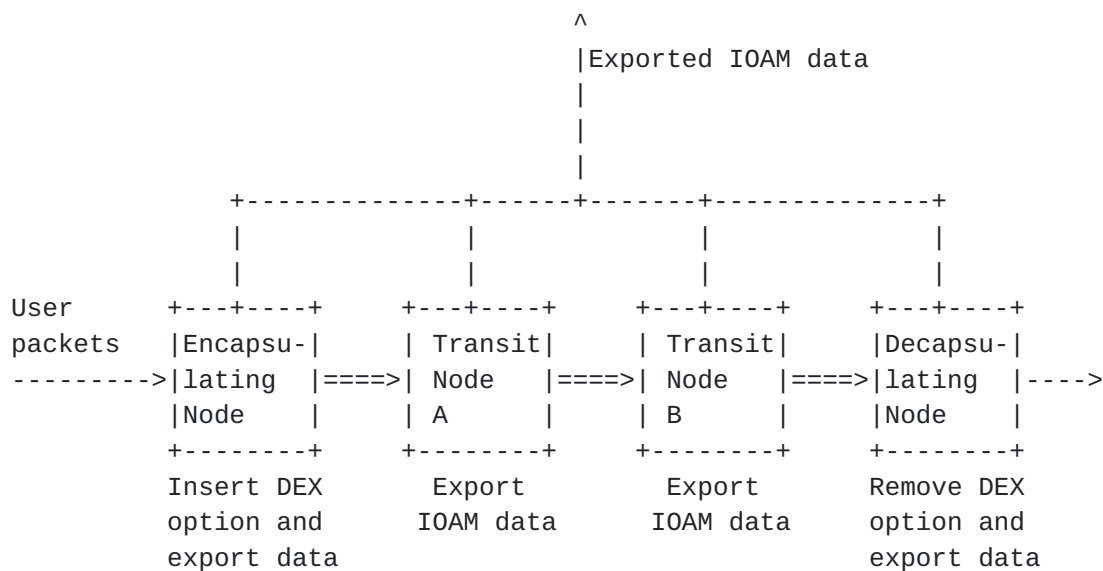 ^
|Exported IOAM data
|
|
|
+--------------+------+-------+--------------+
|              |              |              |
|              |              |              |
User      +---+----+     +---+----+     +---+----+     +---+----+
packets   |Encapsu-|     | Transit|     | Transit|     |Decapsu-|
--------->|lating  |====>| Node   |====>| Node   |====>|lating  |---->
|Node    |     | A      |     | B      |     |Node    |
+--------+     +--------+     +--------+     +--------+
Insert DEX       Export         Export       Remove DEX
option and      IOAM data      IOAM data     option and
export data                                  export data